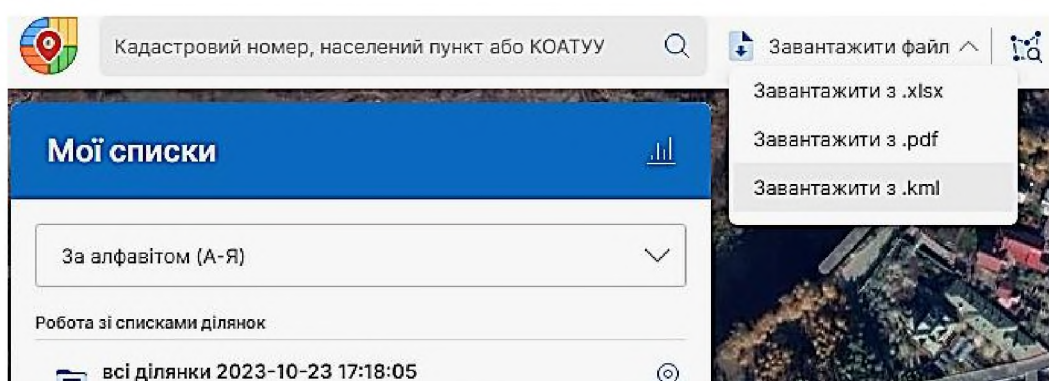 Кадастровий номер, населений пункт або КОАТУУ
Завантажити файл
Завантажити з .xlsx
Завантажити з .pdf
Завантажити з .kml
Мої списки
За алфавітом (А-Я)
Робота зі списками ділянок
всі ділянки 2023-10-23 17:18:05